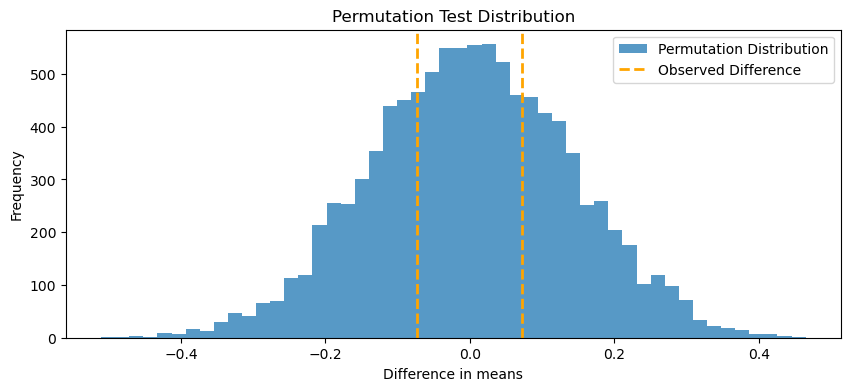 Permutation Test Distribution
Permutation Distribution
Observed Difference
Frequency
500
400
300
200
100
0
−0.4
−0.2
0.0
0.2
0.4
Difference in means